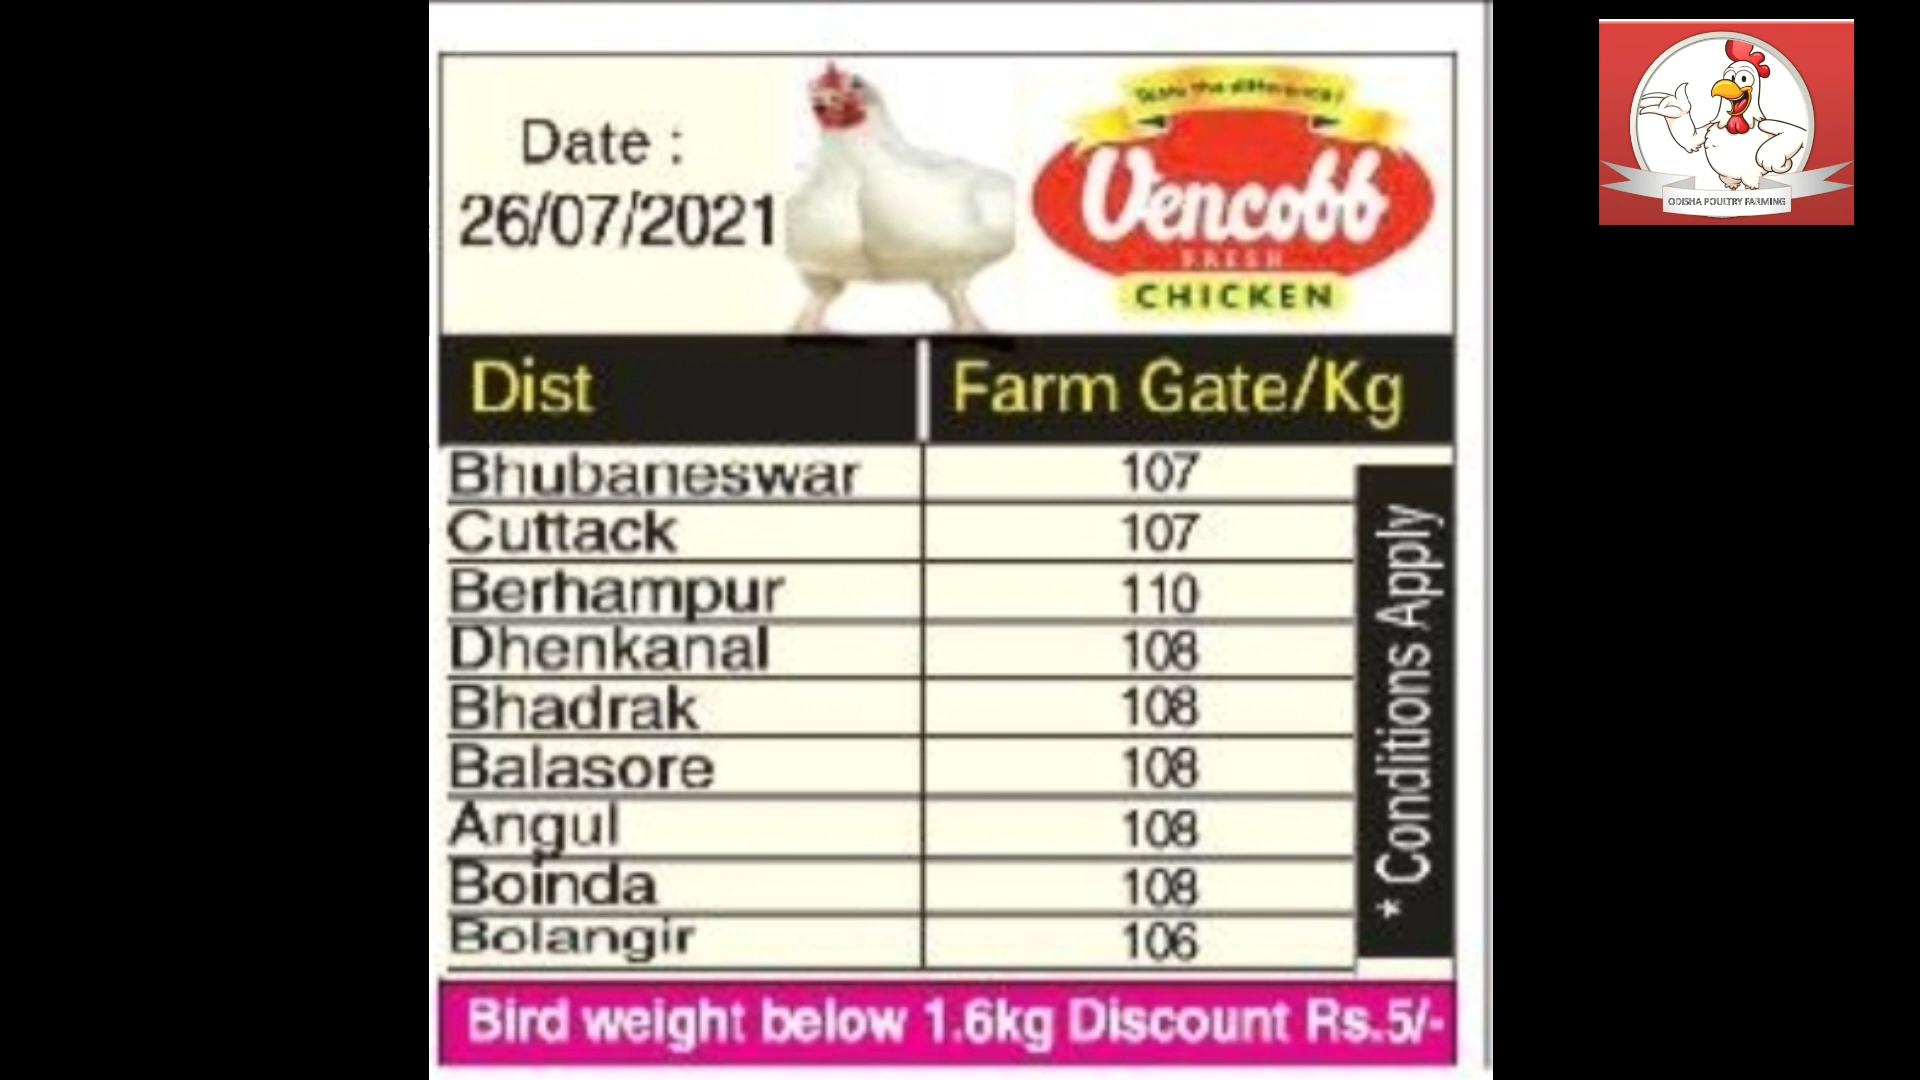 Date :
26/07/2021
Vencobb
FRESH
CHICKEN
ODISHA POULTRY FARMING
Dist Farm Gate/Kg
Bhubaneswar 107
Cuttack 107
Berhampur 110
Dhenkanal 108
Bhadrak 108
Balasore 108
Angul 108
Boinda 108
Bolangir 106
* Conditions Apply
Bird weight below 1.6kg Discount Rs.5/-